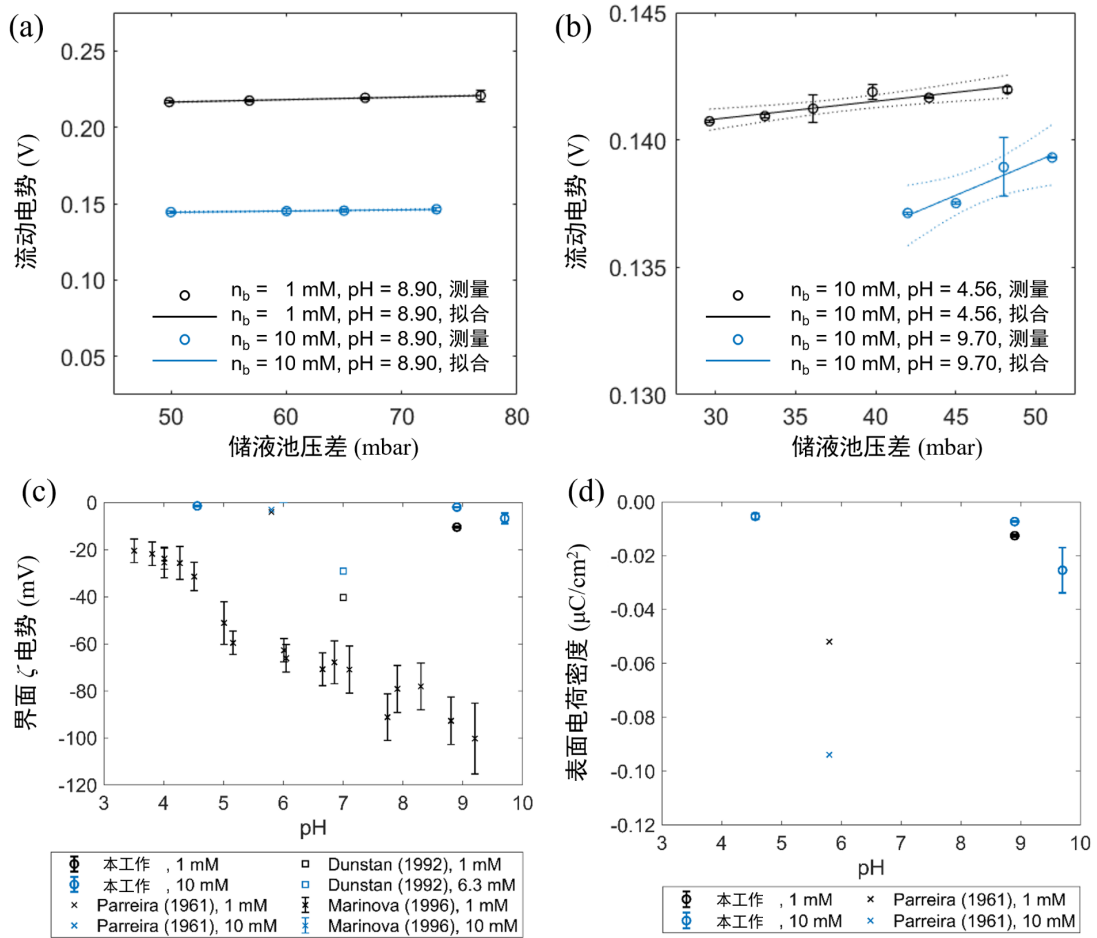 (a)
0.25
0.20
0.15
0.10
0.05
流动电势 (V)
n_b = 1 mM, pH = 8.90, 测量
n_b = 1 mM, pH = 8.90, 拟合
n_b = 10 mM, pH = 8.90, 测量
n_b = 10 mM, pH = 8.90, 拟合
50 60 70 80
储液池压差 (mbar)
(b)
0.145
0.140
0.135
0.130
流动电势 (V)
n_b = 10 mM, pH = 4.56, 测量
n_b = 10 mM, pH = 4.56, 拟合
n_b = 10 mM, pH = 9.70, 测量
n_b = 10 mM, pH = 9.70, 拟合
30 35 40 45 50
储液池压差 (mbar)
(c)
0
-20
-40
-60
-80
-100
-120
界面 ζ 电势 (mV)
3 4 5 6 7 8 9 10
pH
本工作 , 1 mM
本工作 , 10 mM
Parreira (1961), 1 mM
Parreira (1961), 10 mM
Dunstan (1992), 1 mM
Dunstan (1992), 6.3 mM
Marinova (1996), 1 mM
Marinova (1996), 10 mM
(d)
0.00
-0.02
-0.04
-0.06
-0.08
-0.10
-0.12
表面电荷密度 (μC/cm²)
3 4 5 6 7 8 9 10
pH
本工作 , 1 mM
本工作 , 10 mM
Parreira (1961), 1 mM
Parreira (1961), 10 mM